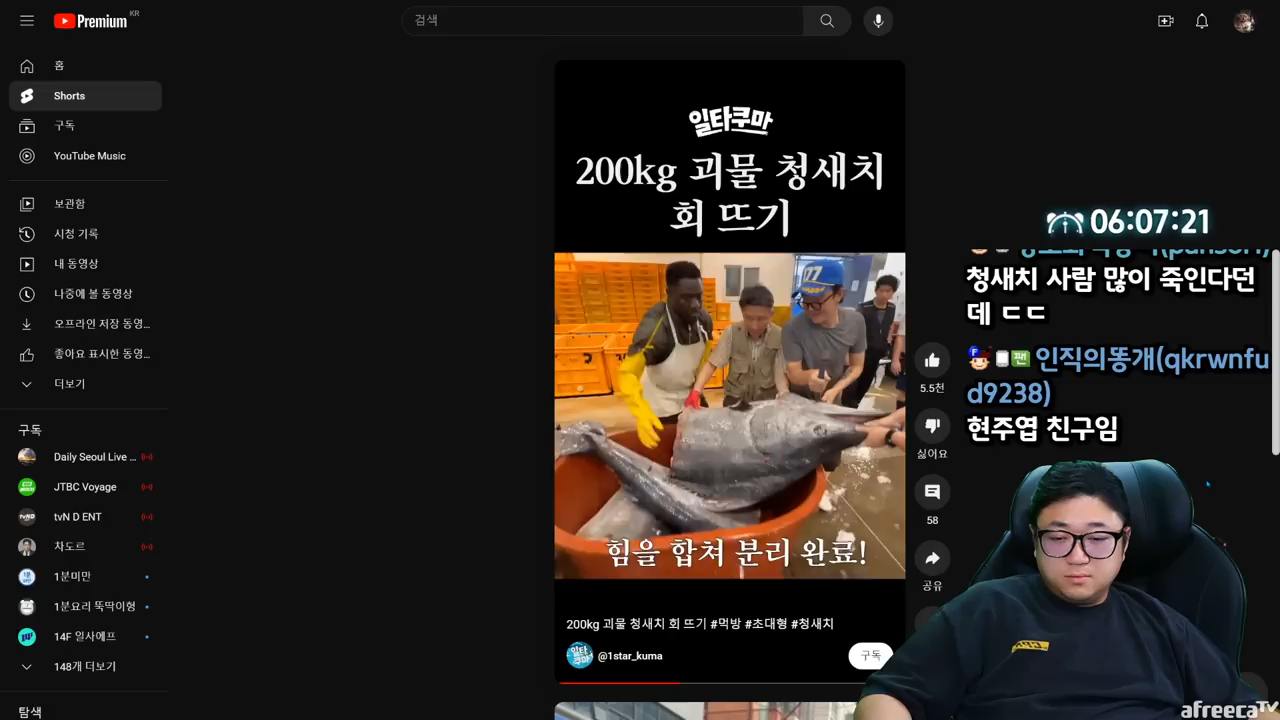 Premium KR
검색
홈
Shorts
구독
YouTube Music
보관함
시청 기록
내 동영상
나중에 볼 동영상
오프라인 저장 동영...
좋아요 표시한 동영...
더보기
구독
Daily Seoul Live ...
JTBC Voyage
tvN D ENT
차도르
1분미만
1분요리 뚝딱이형
14F 일사에프
148개 더보기
탐색
일타쿠마
200kg 괴물 청새치
회 뜨기
힘을 합쳐 분리 완료!
200kg 괴물 청새치 회 뜨기 #먹방 #초대형 #청새치
@1star_kuma
구독
5.5천
싫어요
58
공유
06:07:21
청새치 사람 많이 죽인다던
데 ㄷㄷ
인직의똥개(qkrwnfu
d9238)
현주엽 친구임
afreecaTV